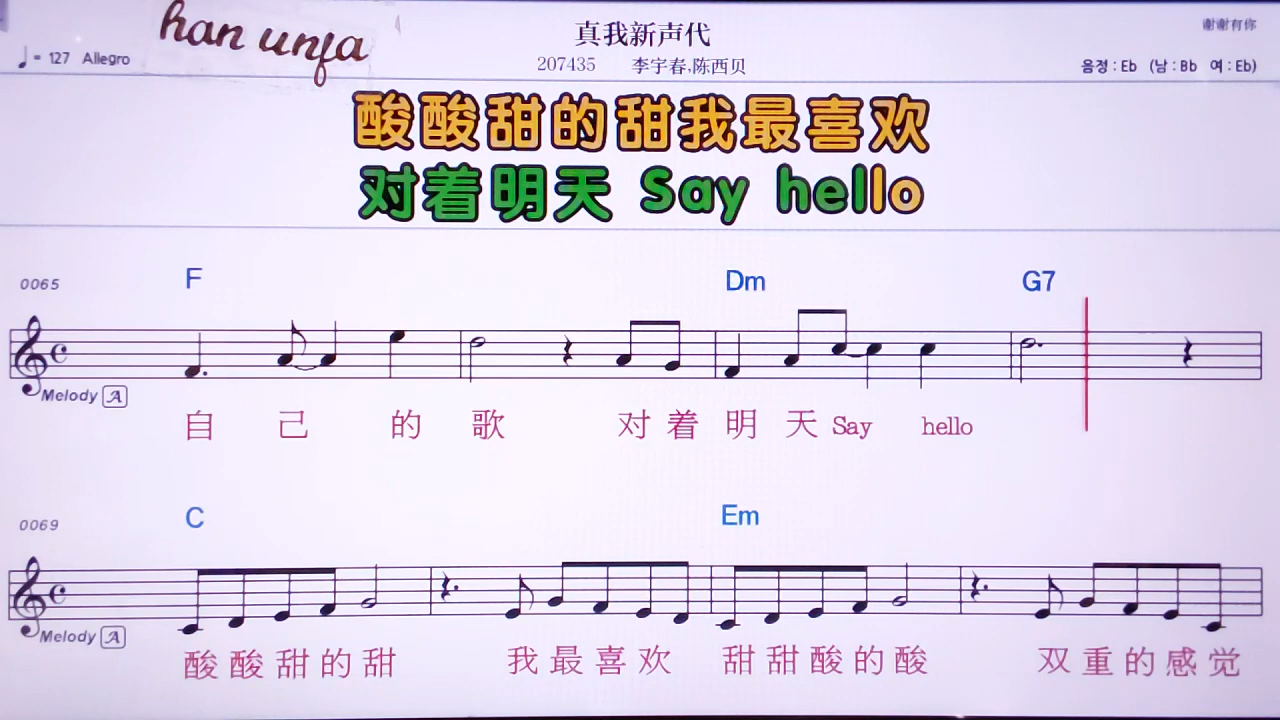 han unja
真我新声代
谢谢有你
♩= 127 Allegro
207435 李宇春,陈西贝
음정 : Eb (남 : Bb 여 : Eb)
酸酸甜的甜我最喜欢
对着明天 Say hello
0065
F Dm G7
Melody A
自 己 的 歌 对 着 明 天 Say hello
0069
C Em
Melody A
酸 酸 甜 的 甜 我 最 喜 欢 甜 甜 酸 的 酸 双 重 的 感 觉